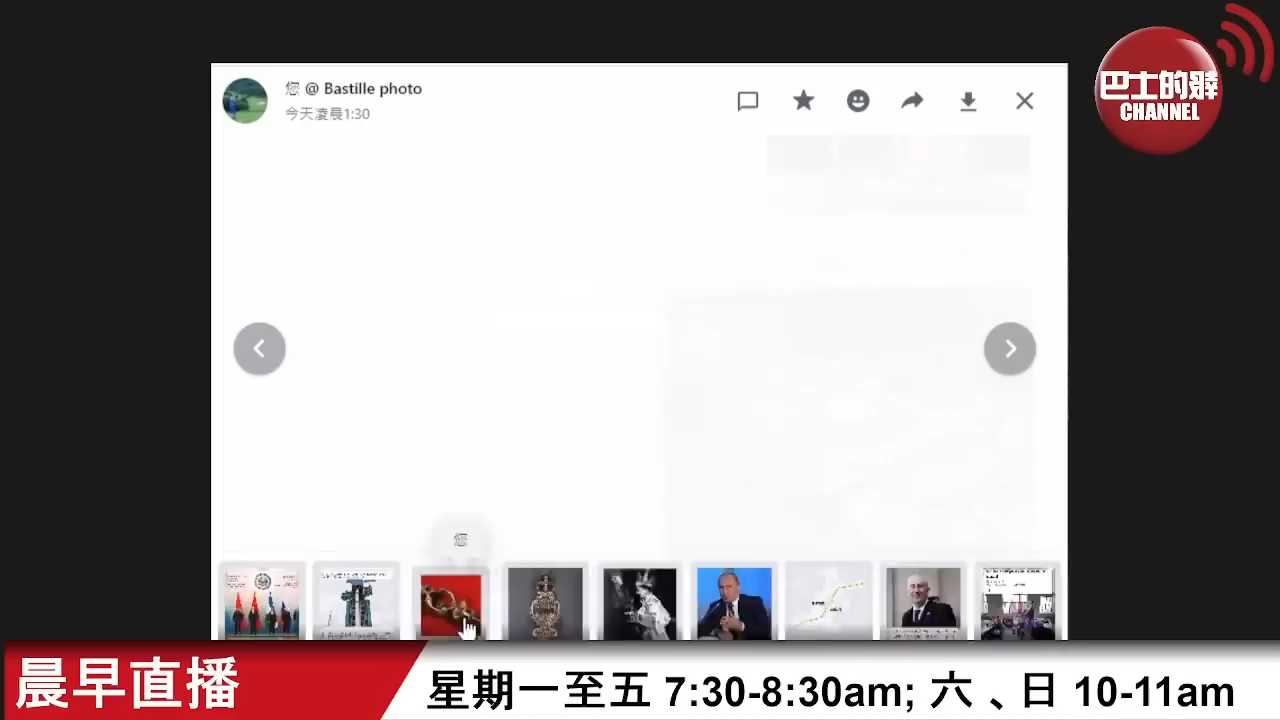 您 @ Bastille photo
今天凌晨1:30
巴士的報
CHANNEL
您
晨早直播
星期一至五 7:30-8:30am; 六、日 10-11am